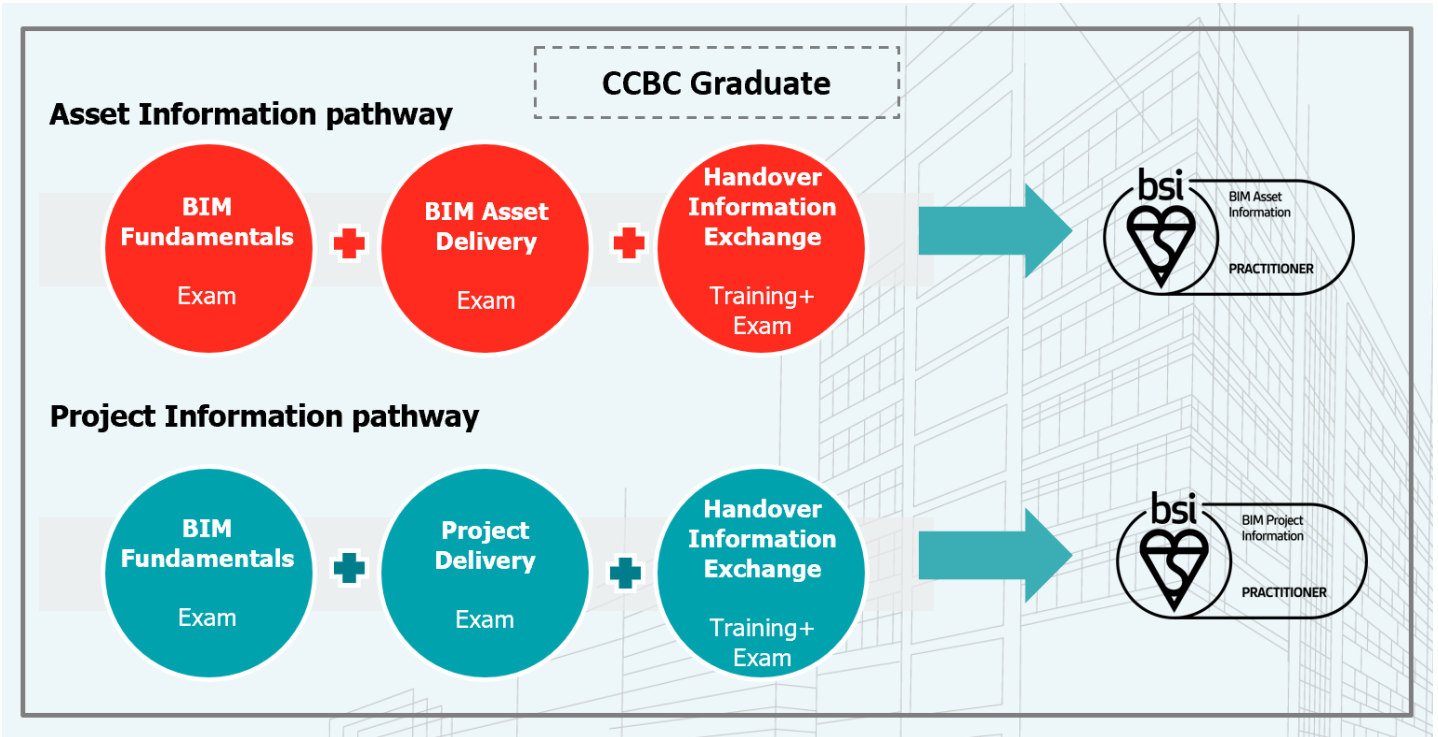 CCBC Graduate
Asset Information pathway
BIM
Fundamentals
Exam
BIM Asset
Delivery
Exam
Handover
Information
Exchange
Training+
Exam
bsi
BIM Asset
Information
PRACTITIONER
Project Information pathway
BIM
Fundamentals
Exam
Project
Delivery
Exam
Handover
Information
Exchange
Training+
Exam
bsi
BIM Project
Information
PRACTITIONER